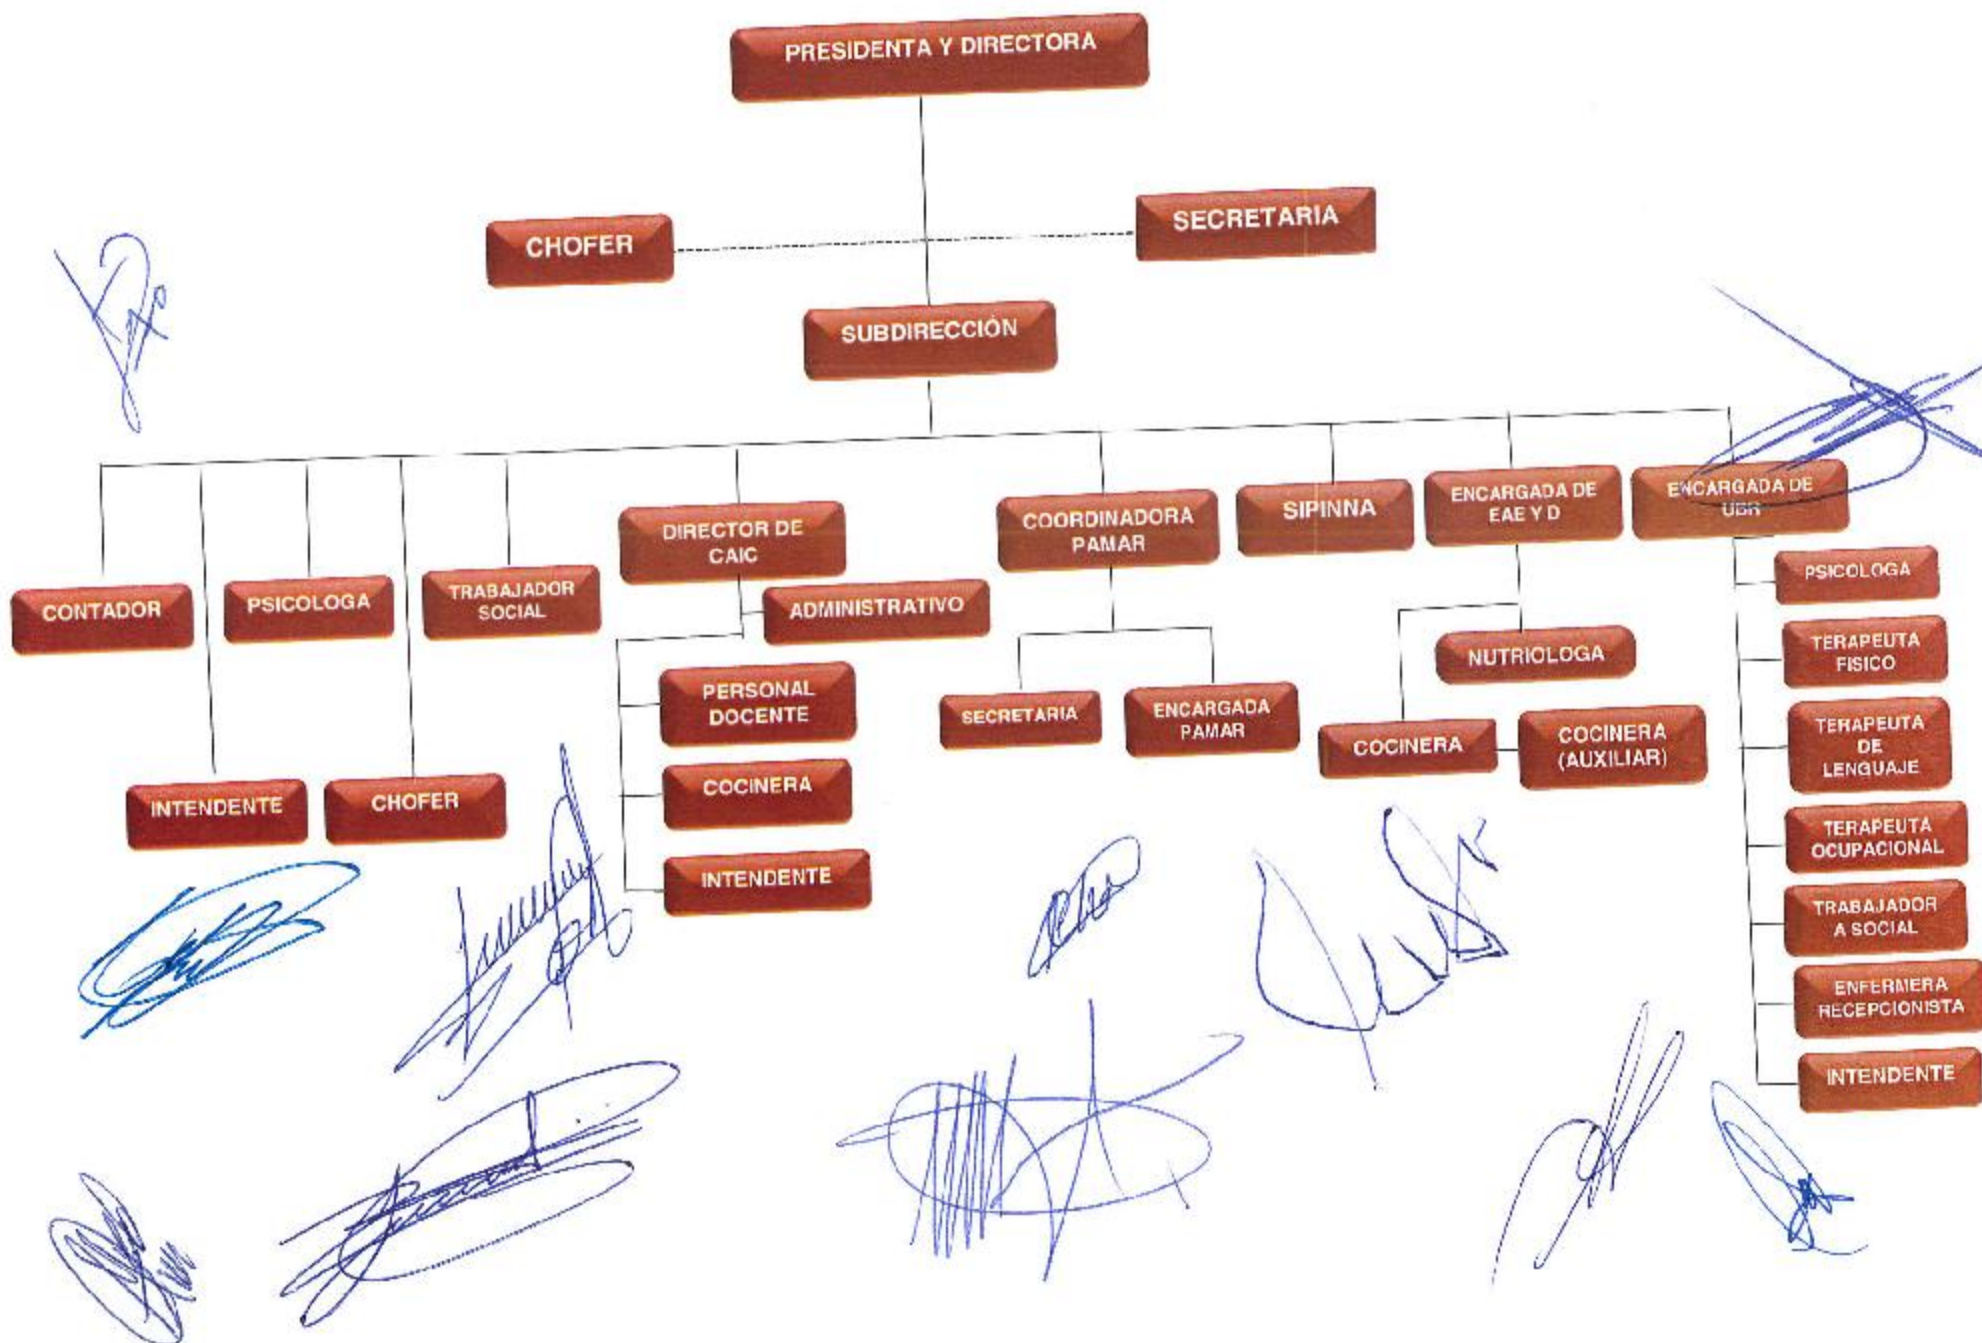 PRESIDENTA Y DIRECTORA
CHOFER
SECRETARIA
SUBDIRECCIÓN
CONTADOR
INTENDENTE
PSICOLOGA
CHOFER
TRABAJADOR
SOCIAL
DIRECTOR DE
CAIC
ADMINISTRATIVO
PERSONAL
DOCENTE
COCINERA
INTENDENTE
COORDINADORA
PAMAR
SECRETARIA
ENCARGADA
PAMAR
SIPINNA
ENCARGADA DE
EAE Y D
NUTRIOLOGA
COCINERA
COCINERA
(AUXILIAR)
ENCARGADA DE
UBR
PSICOLOGA
TERAPEUTA
FISICO
TERAPEUTA
DE
LENGUAJE
TERAPEUTA
OCUPACIONAL
TRABAJADOR
A SOCIAL
ENFERMERA
RECEPCIONISTA
INTENDENTE